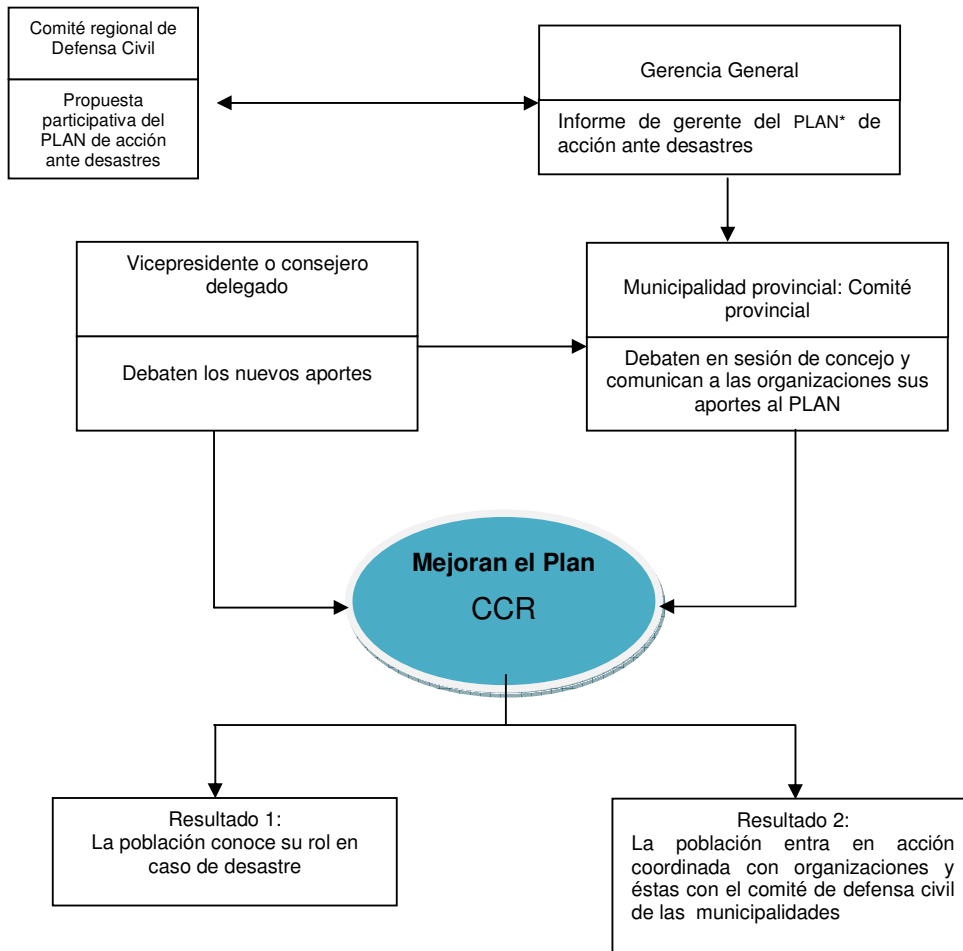 Comité regional de
Defensa Civil
Propuesta
participativa del
PLAN de acción
ante desastres
Gerencia General
Informe de gerente del PLAN* de
acción ante desastres
Vicepresidente o consejero
delegado
Debaten los nuevos aportes
Municipalidad provincial: Comité
provincial
Debaten en sesión de concejo y
comunican a las organizaciones sus
aportes al PLAN
Mejoran el Plan
CCR
Resultado 1:
La población conoce su rol en
caso de desastre
Resultado 2:
La población entra en acción
coordinada con organizaciones y
éstas con el comité de defensa civil
de las municipalidades